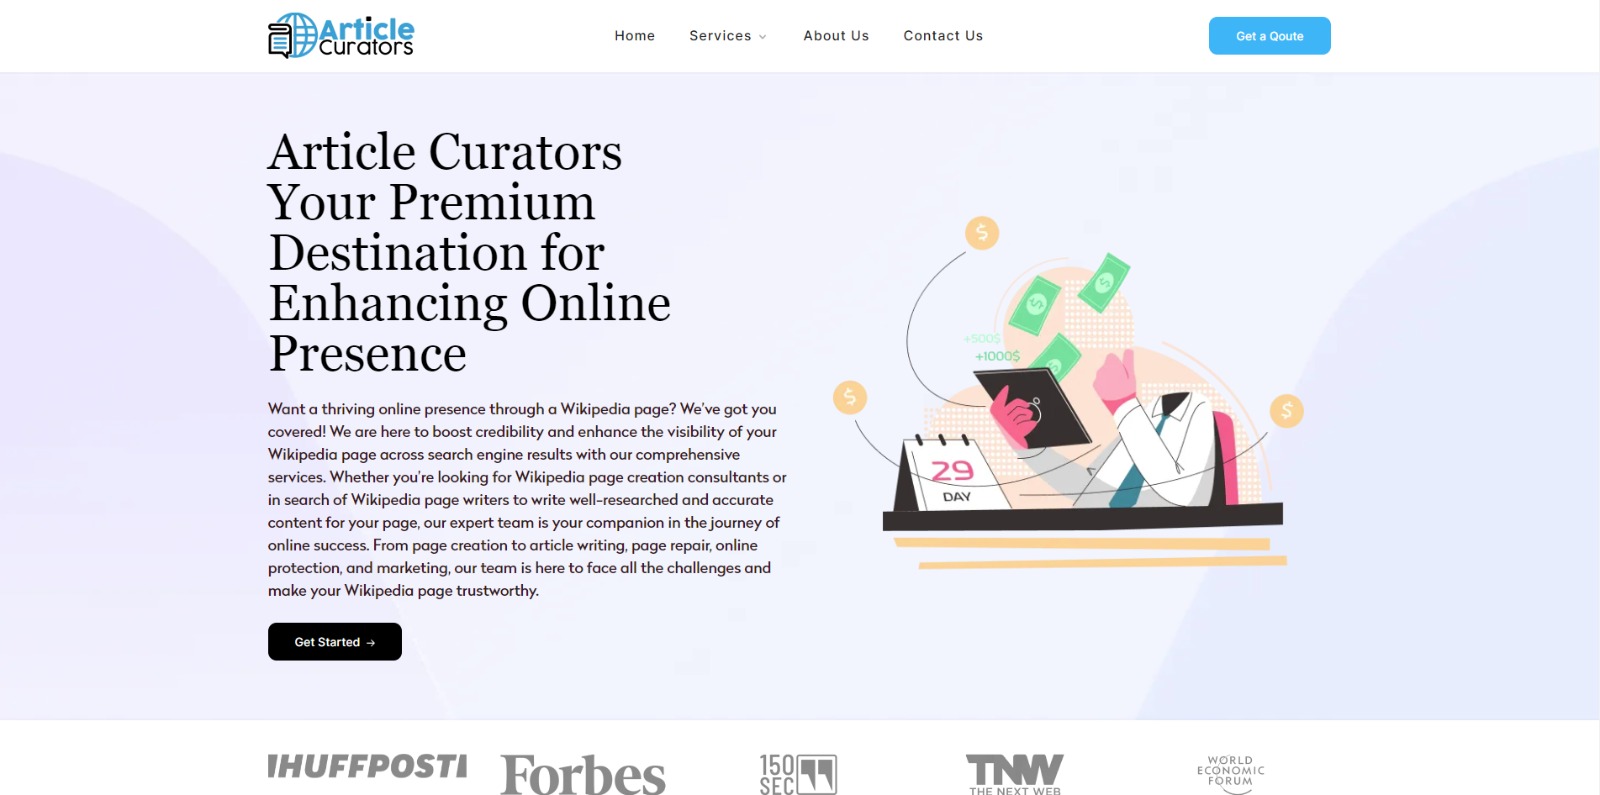 Article
Curators
Home
Services
About Us
Contact Us
Get a Qoute
Article Curators
Your Premium
Destination for
Enhancing Online
Presence
Want a thriving online presence through a Wikipedia page? We've got you
covered! We are here to boost credibility and enhance the visibility of your
Wikipedia page across search engine results with our comprehensive
services. Whether you're looking for Wikipedia page creation consultants or
in search of Wikipedia page writers to write well-researched and accurate
content for your page, our expert team is your companion in the journey of
online success. From page creation to article writing, page repair, online
protection, and marketing, our team is here to face all the challenges and
make your Wikipedia page trustworthy.
Get Started →
$
$
$
+500$
+1000$
29
DAY
HUFFPOST
Forbes
150
SEC
TNW
THE NEXT WEB
WORLD
ECONOMIC
FORUM